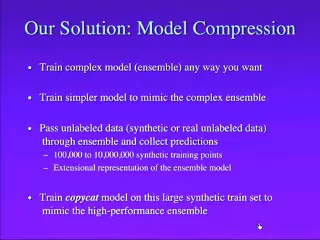 Our Solution: Model Compression
• Train complex model (ensemble) any way you want
• Train simpler model to mimic the complex ensemble
• Pass unlabeled data (synthetic or real unlabeled data)
through ensemble and collect predictions
– 100,000 to 10,000,000 synthetic training points
– Extensional representation of the ensemble model
• Train copycat model on this large synthetic train set to
mimic the high-performance ensemble